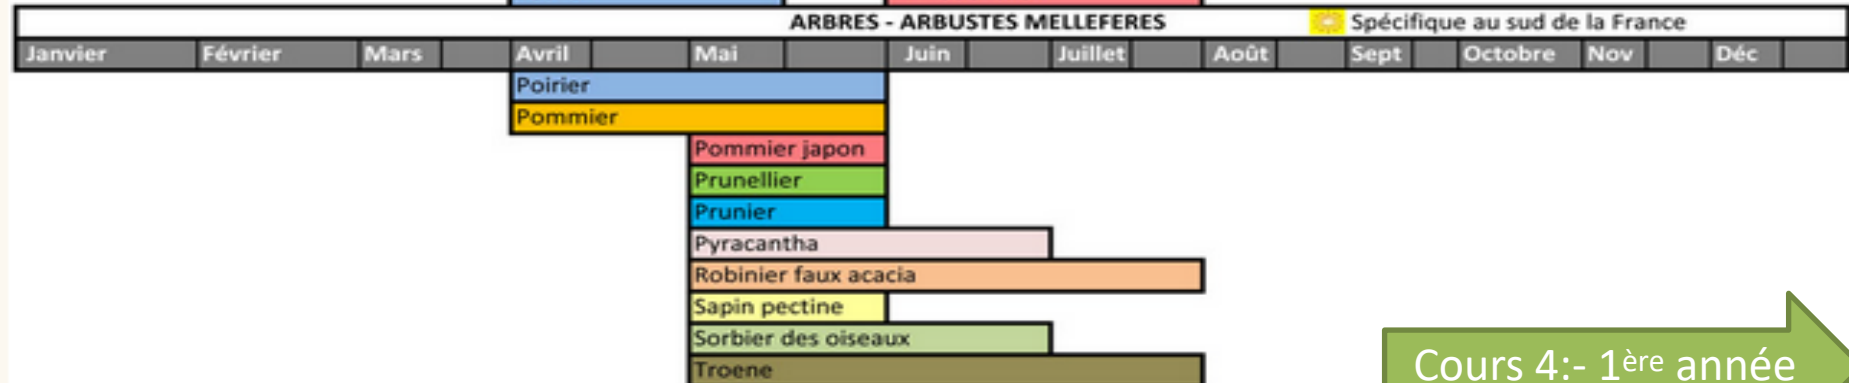 ARBRES - ARBUSTES MELLEFERES Spécifique au sud de la France
Janvier Février Mars Avril Mai Juin Juillet Août Sept Octobre Nov Déc
Poirier
Pommier
Pommier japon
Prunellier
Prunier
Pyracantha
Robinier faux acacia
Sapin pectine
Sorbier des oiseaux
Troene
Cours 4:- 1ère année